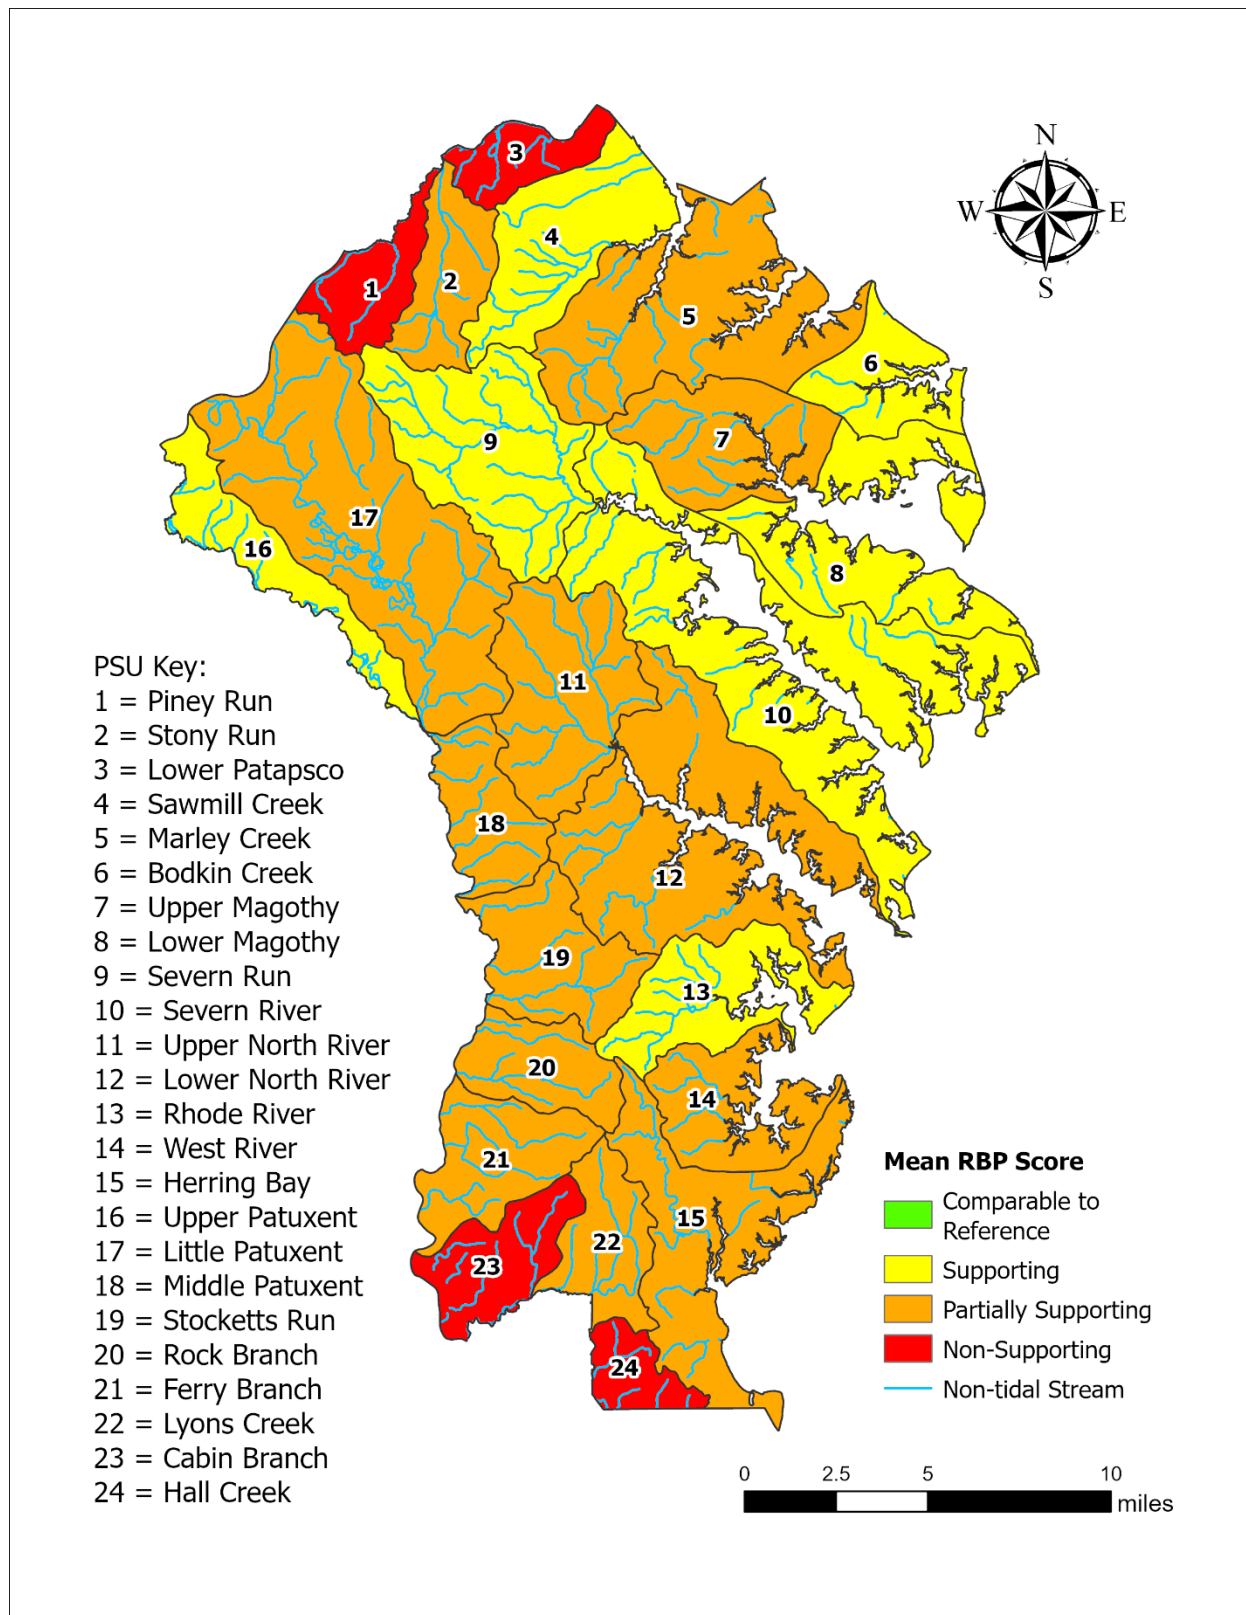 N
W E
S
3
4
2
1
5
6
7
9
17
16
8
11
10
18
12
19
13
20
14
21
15
22
23
24
PSU Key:
1 = Piney Run
2 = Stony Run
3 = Lower Patapsco
4 = Sawmill Creek
5 = Marley Creek
6 = Bodkin Creek
7 = Upper Magothy
8 = Lower Magothy
9 = Severn Run
10 = Severn River
11 = Upper North River
12 = Lower North River
13 = Rhode River
14 = West River
15 = Herring Bay
16 = Upper Patuxent
17 = Little Patuxent
18 = Middle Patuxent
19 = Stocketts Run
20 = Rock Branch
21 = Ferry Branch
22 = Lyons Creek
23 = Cabin Branch
24 = Hall Creek
Mean RBP Score
Comparable to
Reference
Supporting
Partially Supporting
Non-Supporting
Non-tidal Stream
0 2.5 5 10
miles